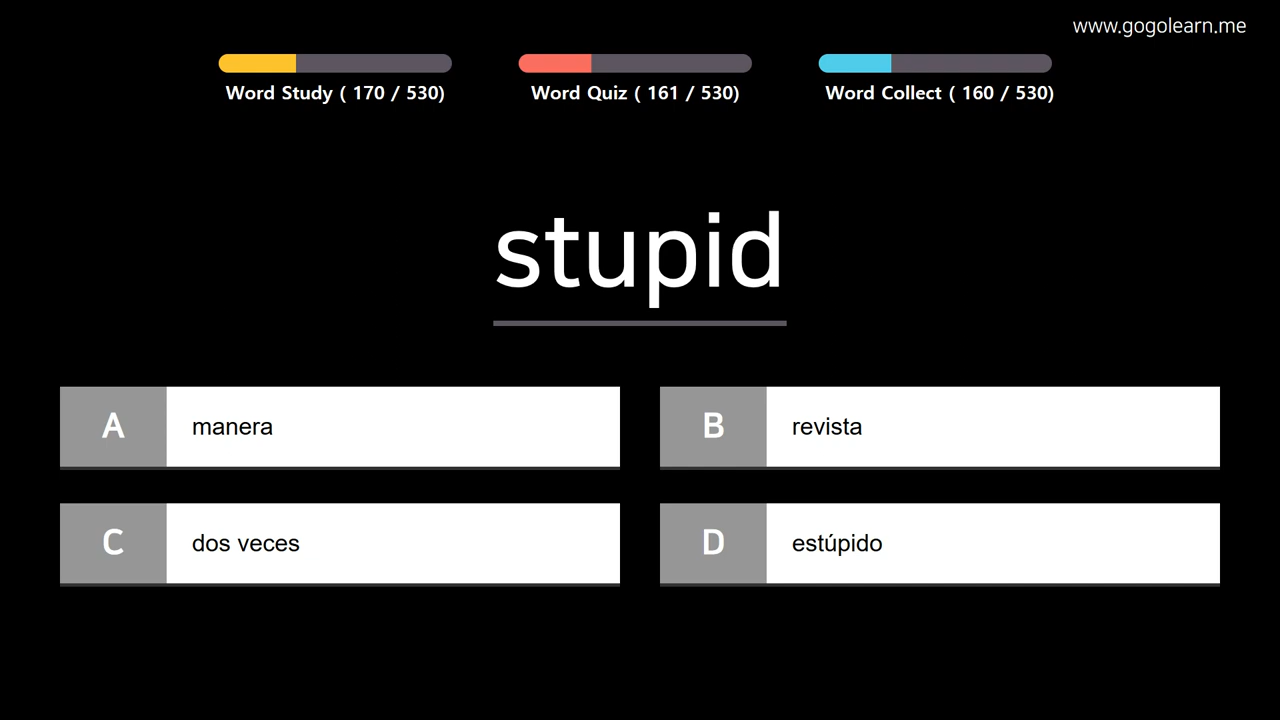 www.gogolearn.me
Word Study ( 170 / 530)
Word Quiz ( 161 / 530)
Word Collect ( 160 / 530)
stupid
A manera
B revista
C dos veces
D estúpido